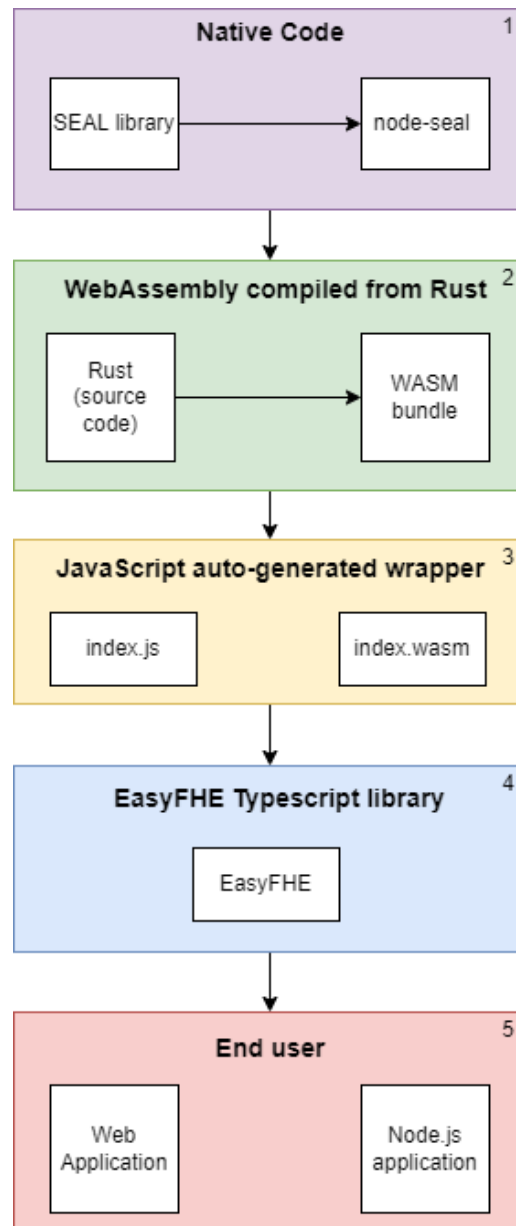 Native Code
1
SEAL library
node-seal
WebAssembly compiled from Rust
2
Rust
(source
code)
WASM
bundle
JavaScript auto-generated wrapper
3
index.js
index.wasm
EasyFHE Typescript library
4
EasyFHE
End user
5
Web
Application
Node.js
application